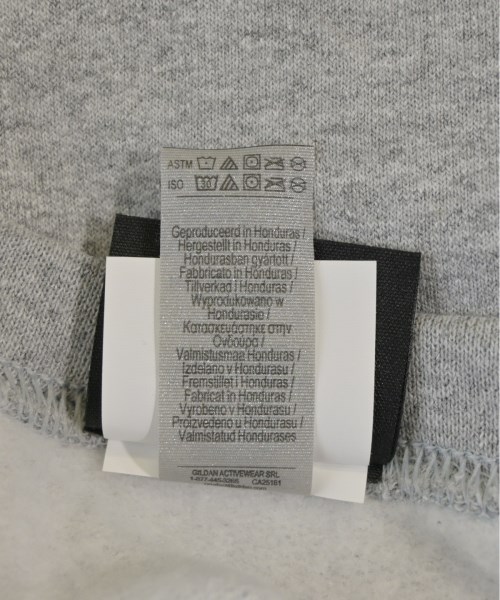 ASTM
ISO 30
Geproduceerd in Honduras /
Hergestellt in Honduras /
Hondurasban gyártott /
Fabbricato in Honduras /
Tillverkad i Honduras /
Wyprodukowano w
Hondurasie /
Κατασκευάστηκε στην
Ονδούρα /
Valmistusmaa Honduras /
Izdelano v Hondurasu /
Fremstillet i Honduras /
Fabricat in Honduras /
Vyrobeno v Hondurasu /
Proizvedeno u Hondurasu /
Valmistatud Hondurases
GILDAN ACTIVEWEAR SRL
CA25181